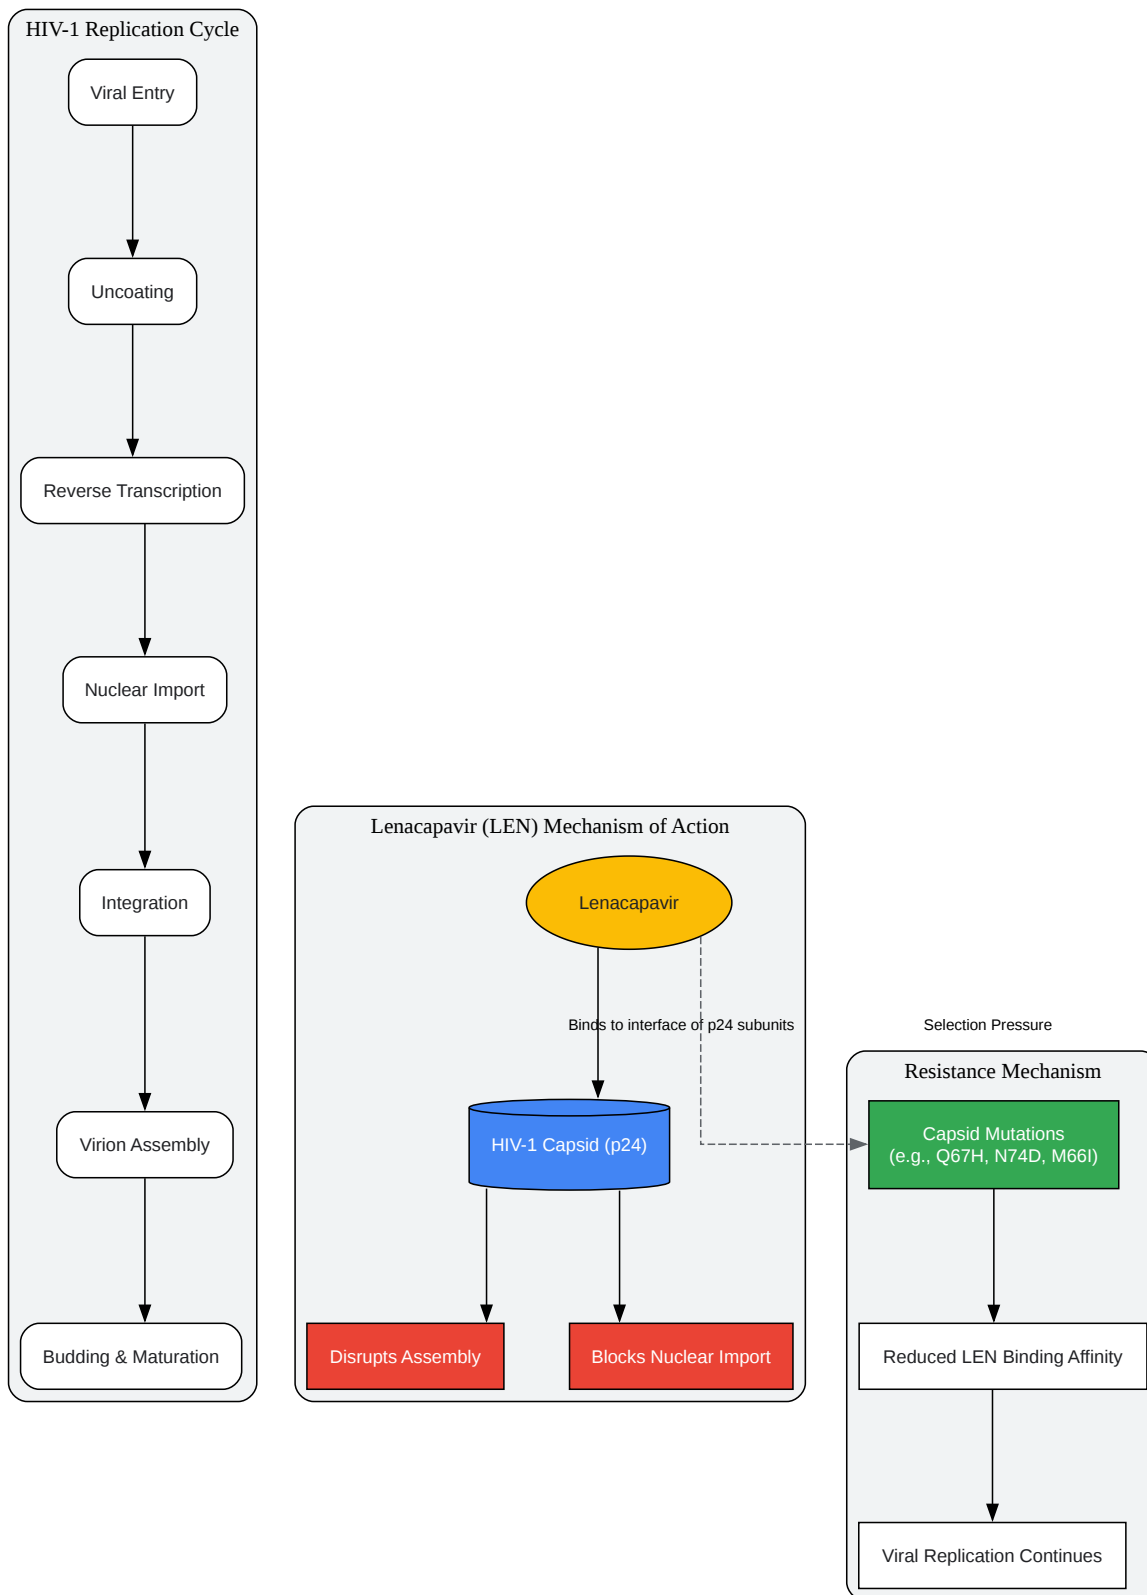 HIV-1 Replication Cycle
Viral Entry
Uncoating
Reverse Transcription
Nuclear Import
Integration
Virion Assembly
Budding & Maturation
Lenacapavir (LEN) Mechanism of Action
Lenacapavir
Binds to interface of p24 subunits
HIV-1 Capsid (p24)
Disrupts Assembly
Blocks Nuclear Import
Selection Pressure
Resistance Mechanism
Capsid Mutations
(e.g., Q67H, N74D, M66I)
Reduced LEN Binding Affinity
Viral Replication Continues